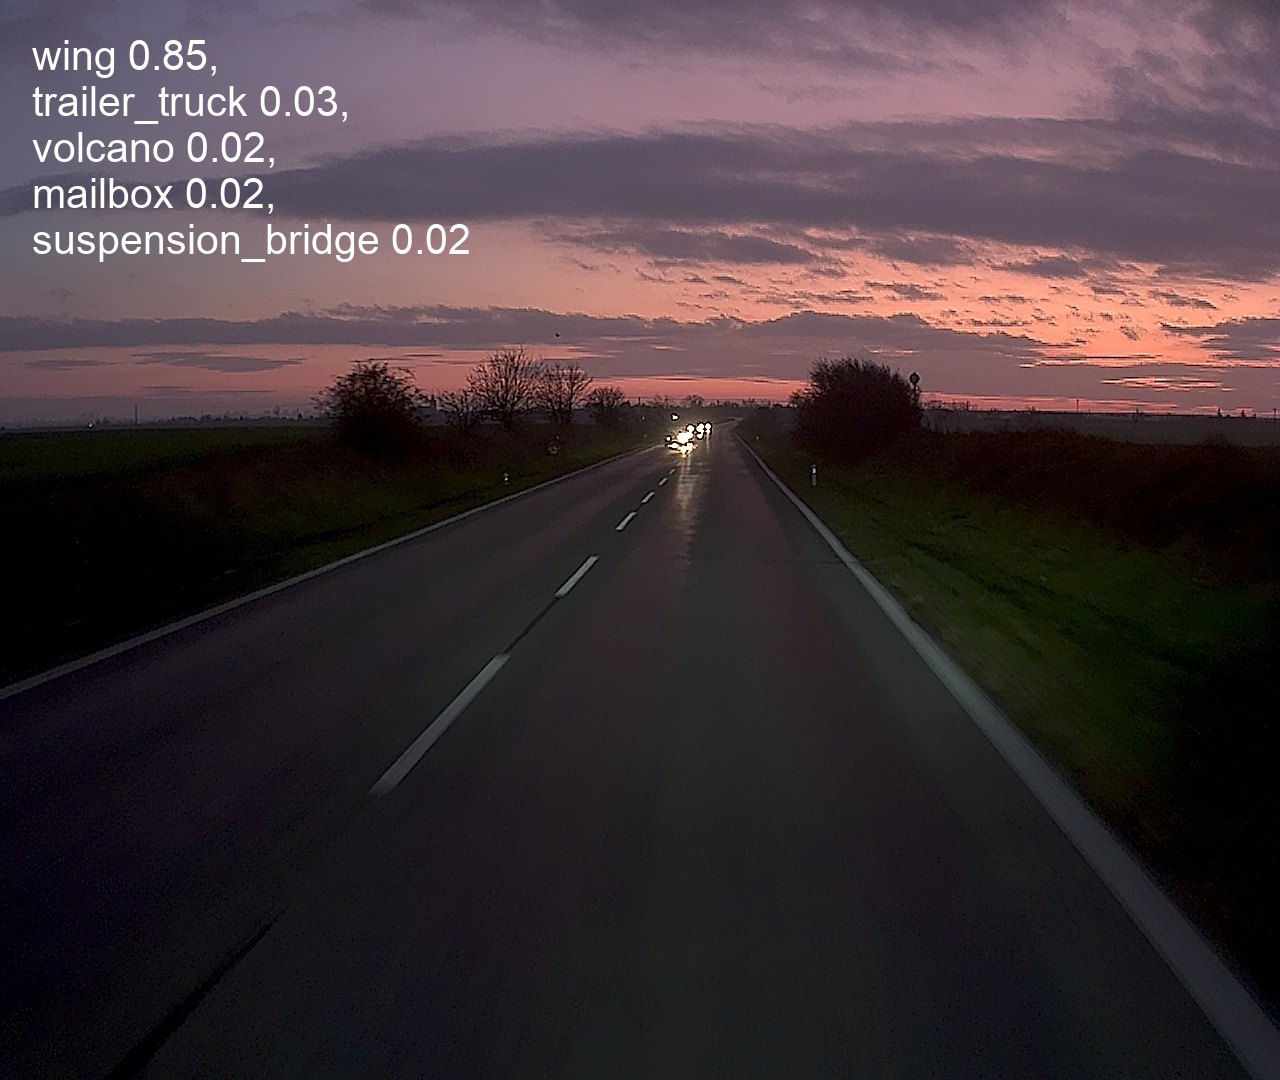 wing 0.85,
trailer_truck 0.03,
volcano 0.02,
mailbox 0.02,
suspension_bridge 0.02